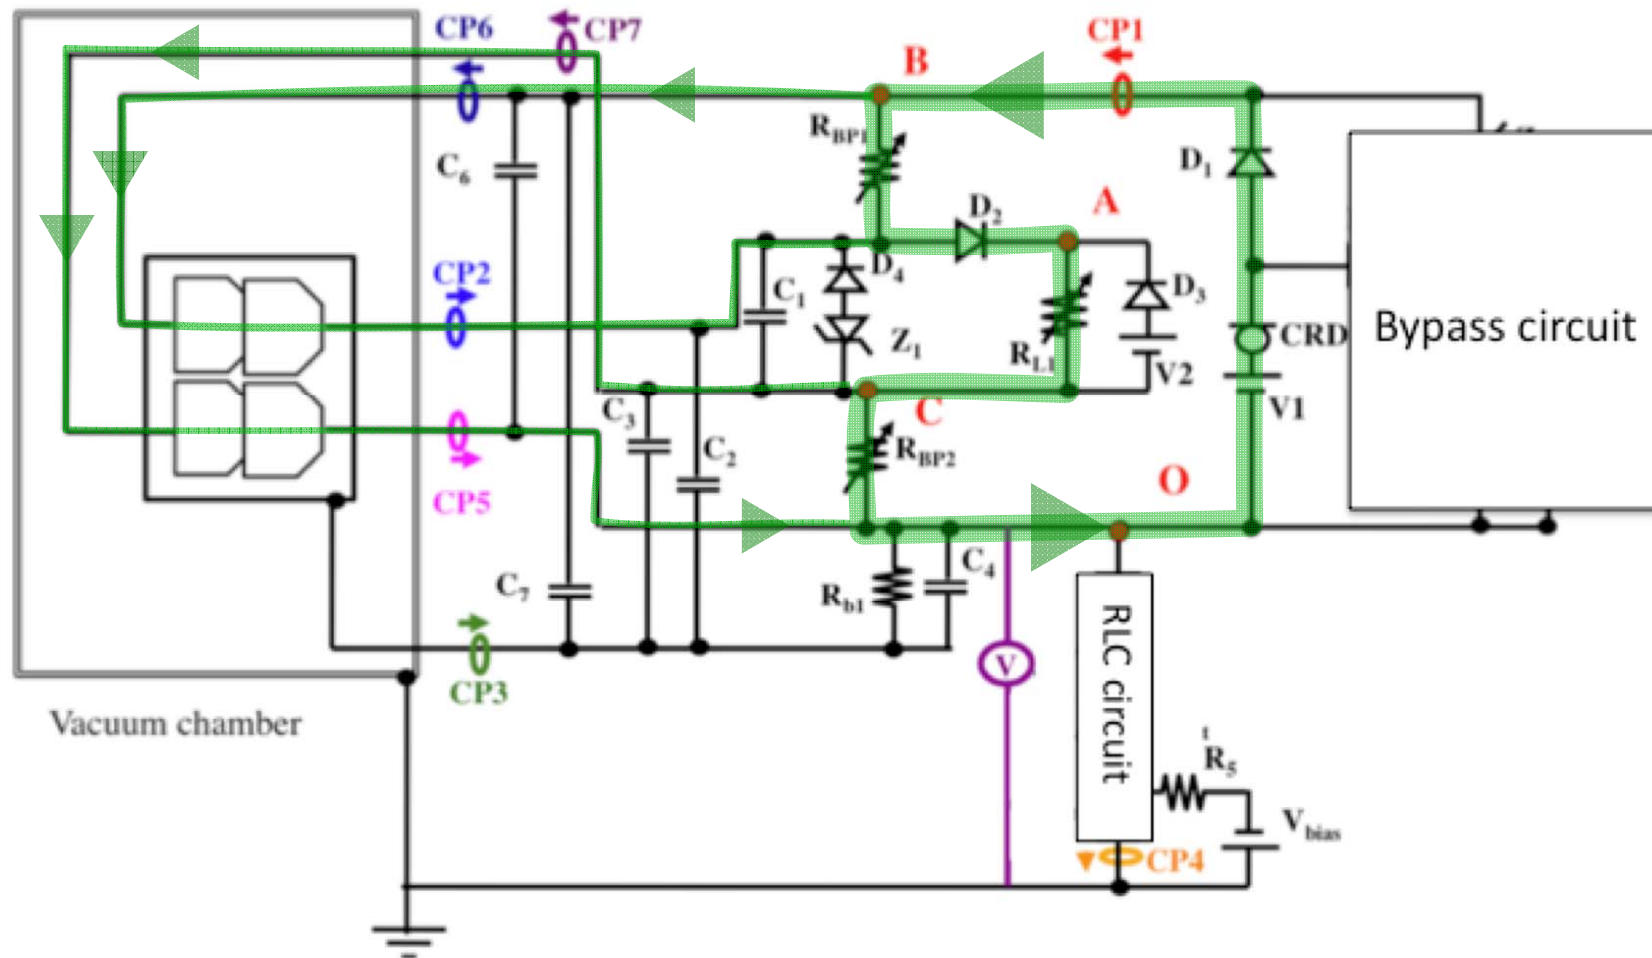 CP6
CP7
CP1
B
R_BP1
C_6
D_1
D_2
A
CP2
D_4
C_1
D_3
Z_1
R_L1
V2
CRD
Bypass circuit
V1
C_3
C
C_2
R_BP2
CP5
O
C_4
C_7
R_b1
V
RLC circuit
CP3
Vacuum chamber
t
R_5
V_bias
CP4